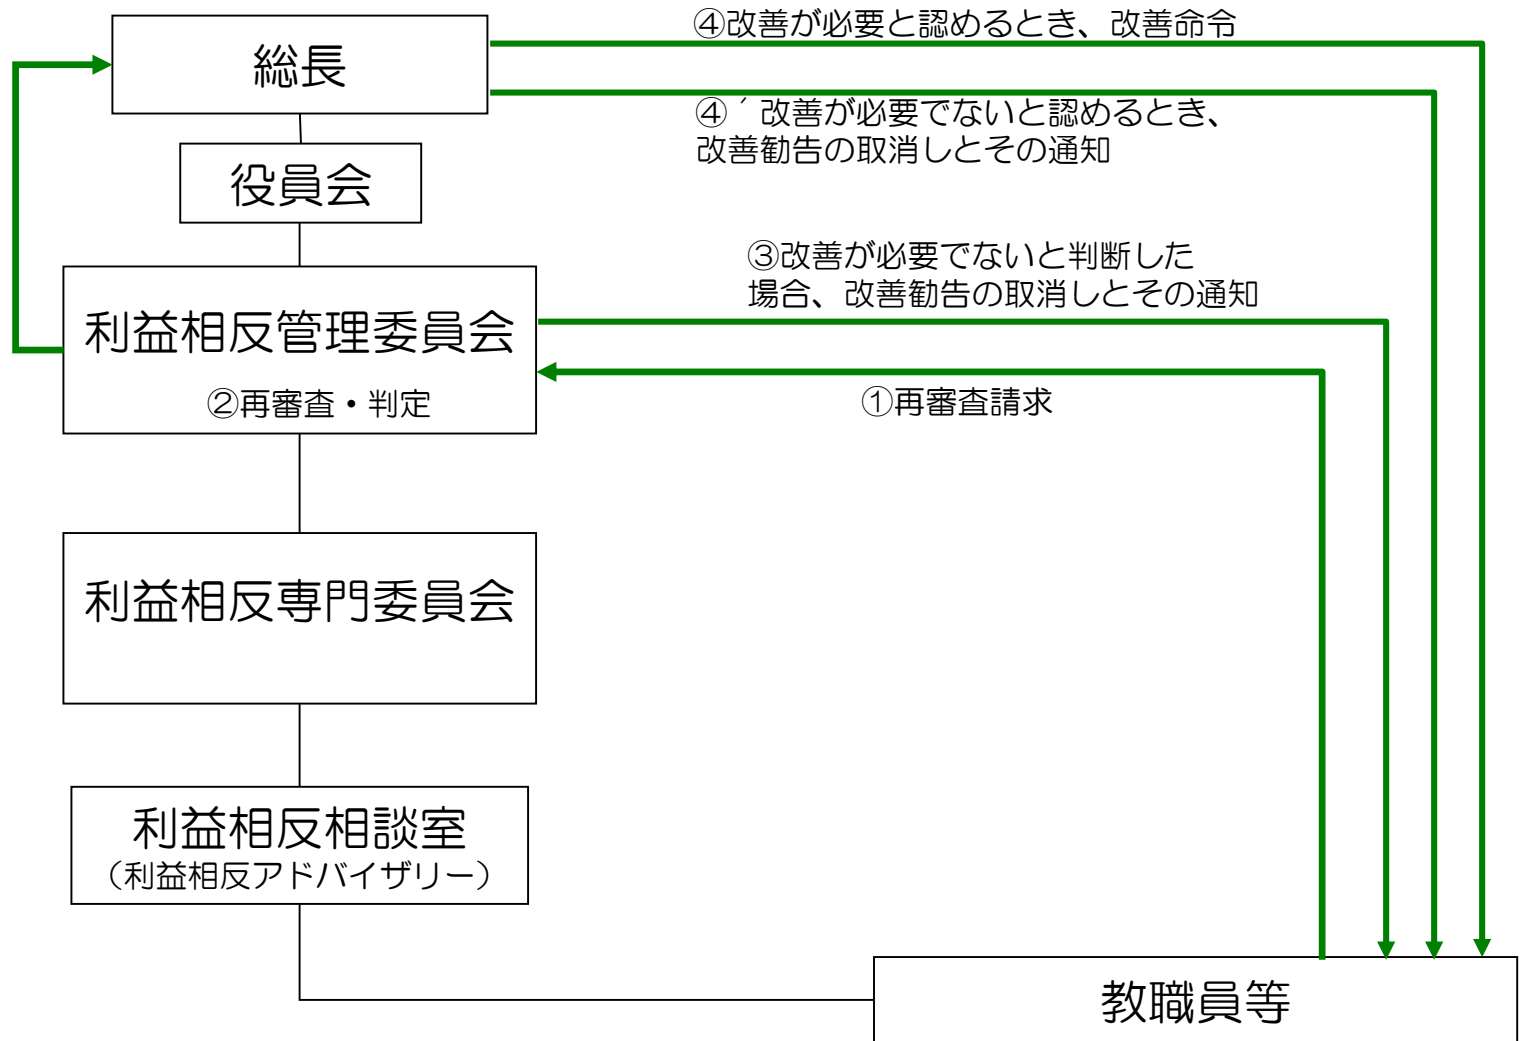 ④改善が必要と認めるとき、改善命令
総長
④´改善が必要でないと認めるとき、
改善勧告の取消しとその通知
役員会
③改善が必要でないと判断した
場合、改善勧告の取消しとその通知
利益相反管理委員会
②再審査・判定
①再審査請求
利益相反専門委員会
利益相反相談室
（利益相反アドバイザリー）
教職員等